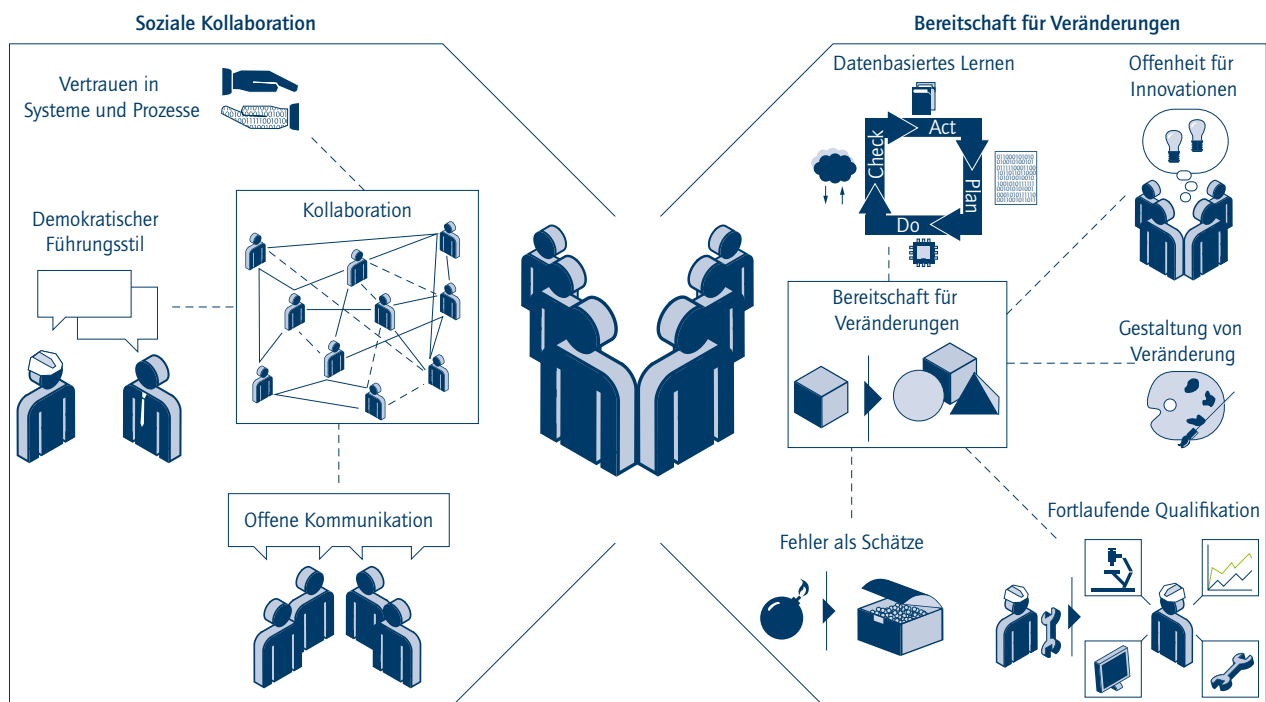 Soziale Kollaboration
Vertrauen in
Systeme und Prozesse
Demokratischer
Führungsstil
Kollaboration
Offene Kommunikation
Bereitschaft für Veränderungen
Datenbasiertes Lernen
Act
Plan
Do
Check
Offenheit für
Innovationen
Bereitschaft für
Veränderungen
Gestaltung von
Veränderung
Fehler als Schätze
Fortlaufende Qualifikation